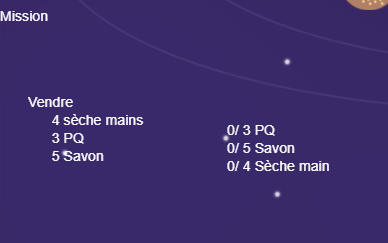 Mission
Vendre
4 sèche mains
3 PQ
5 Savon
0/ 3 PQ
0/ 5 Savon
0/ 4 Sèche main